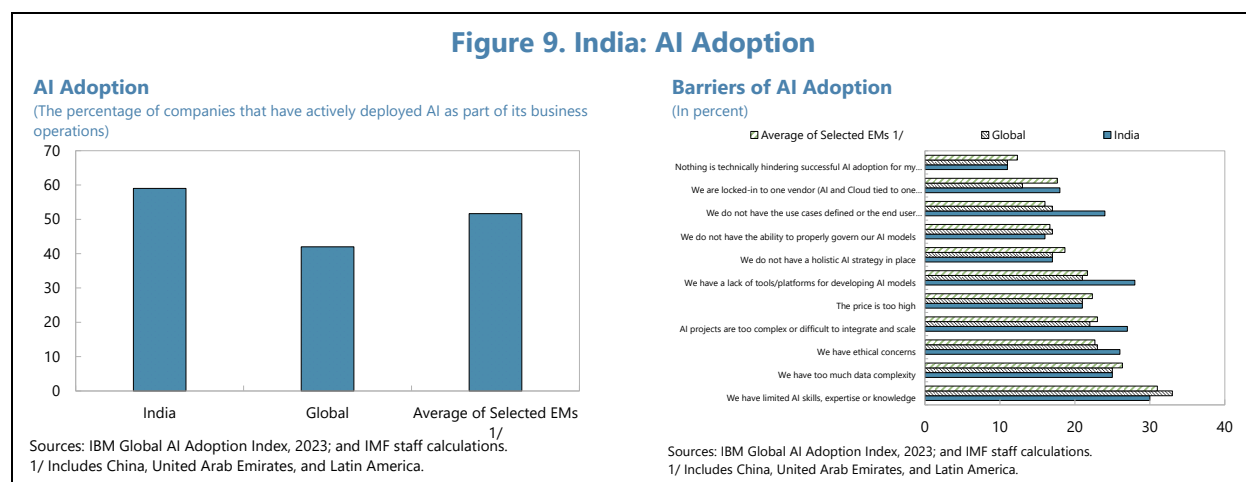 Figure 9. India: AI Adoption
AI Adoption
(The percentage of companies that have actively deployed AI as part of its business
operations)
70
60
50
40
30
20
10
0
India
Global
Average of Selected EMs
1/
Sources: IBM Global AI Adoption Index, 2023; and IMF staff calculations.
1/ Includes China, United Arab Emirates, and Latin America.
Barriers of AI Adoption
(In percent)
Average of Selected EMs 1/
Global
India
Nothing is technically hindering successful AI adoption for my...
We are locked-in to one vendor (AI and Cloud tied to one...
We do not have the use cases defined or the end user...
We do not have the ability to properly govern our AI models
We do not have a holistic AI strategy in place
We have a lack of tools/platforms for developing AI models
The price is too high
AI projects are too complex or difficult to integrate and scale
We have ethical concerns
We have too much data complexity
We have limited AI skills, expertise or knowledge
0
10
20
30
40
Sources: IBM Global AI Adoption Index, 2023; and IMF staff calculations.
1/ Includes China, United Arab Emirates, and Latin America.